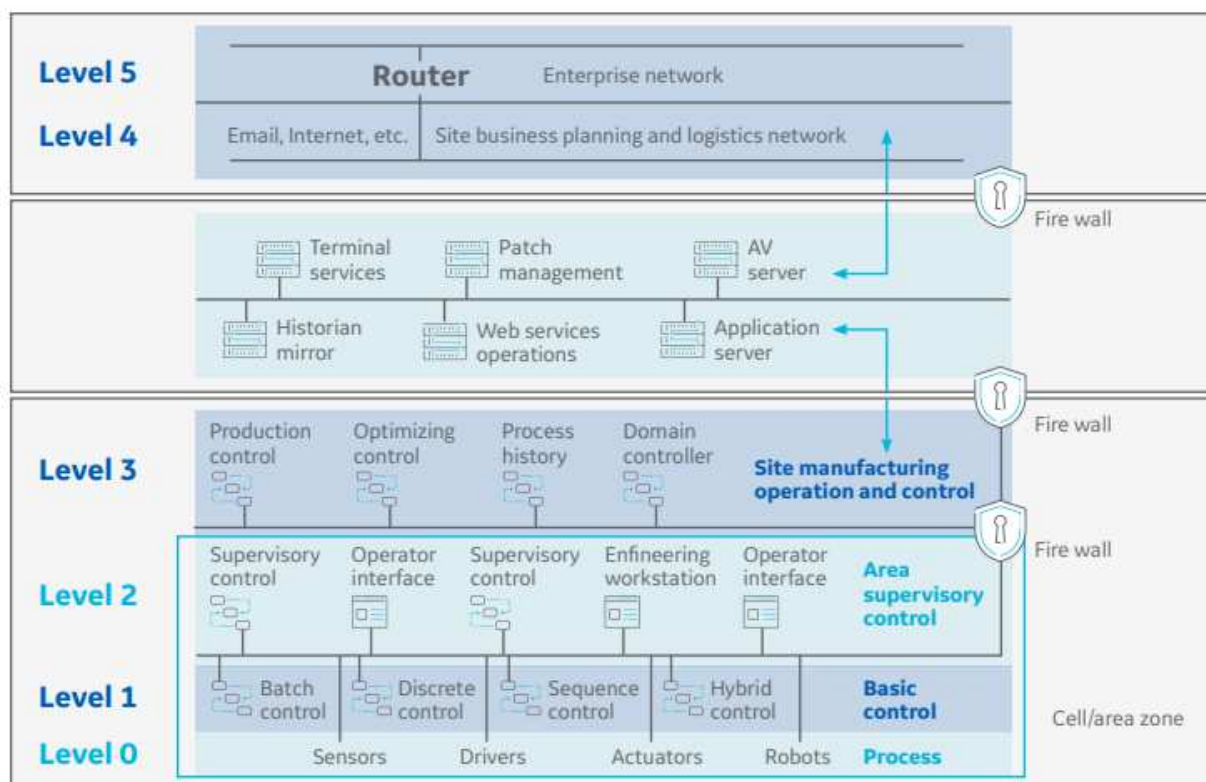 Level 5
Router
Enterprise network
Level 4
Email, Internet, etc.
Site business planning and logistics network
Fire wall
Terminal
services
Patch
management
AV
server
Historian
mirror
Web services
operations
Application
server
Fire wall
Level 3
Production
control
Optimizing
control
Process
history
Domain
controller
Site manufacturing
operation and control
Fire wall
Level 2
Supervisory
control
Operator
interface
Supervisory
control
Enfineering
workstation
Operator
interface
Area
supervisory
control
Level 1
Batch
control
Discrete
control
Sequence
control
Hybrid
control
Basic
control
Cell/area zone
Level 0
Sensors
Drivers
Actuators
Robots
Process